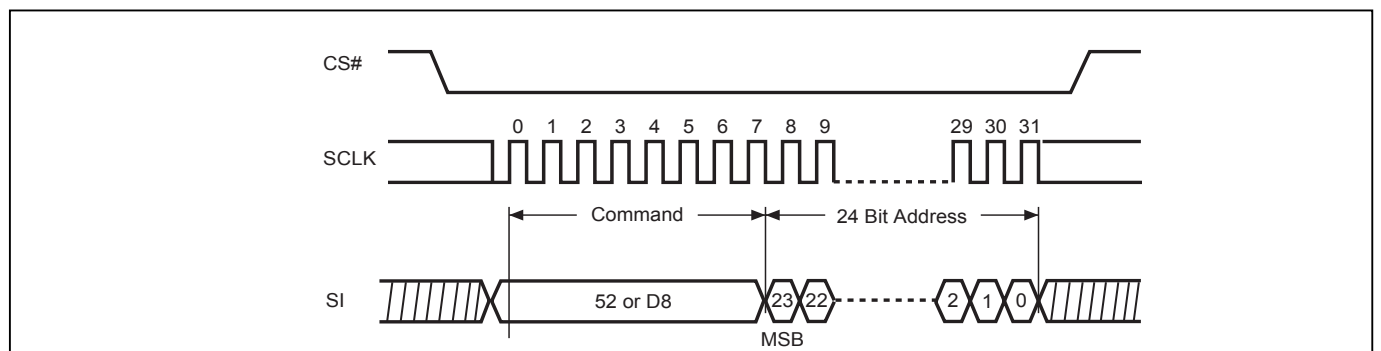 CS#
0 1 2 3 4 5 6 7 8 9 29 30 31
SCLK
Command 24 Bit Address
SI 52 or D8 23 22 2 1 0
MSB